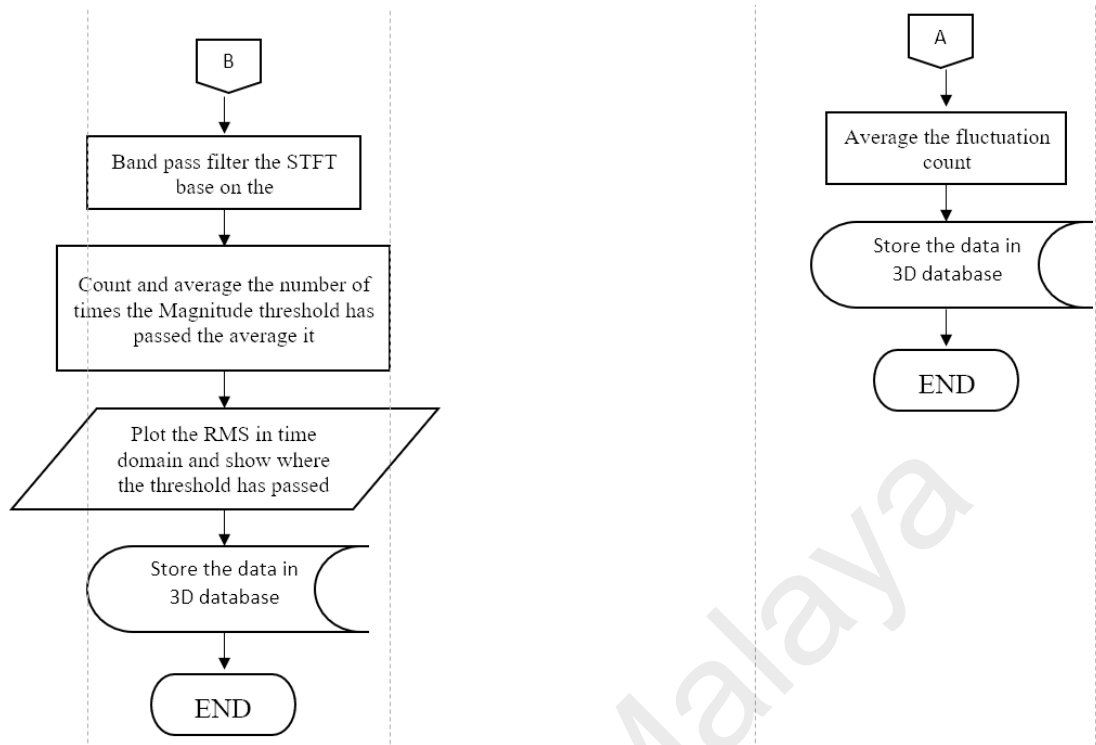 B
Band pass filter the STFT
base on the
Count and average the number of
times the Magnitude threshold has
passed the average it
Plot the RMS in time
domain and show where
the threshold has passed
Store the data in
3D database
END
A
Average the fluctuation
count
Store the data in
3D database
END
Malaya